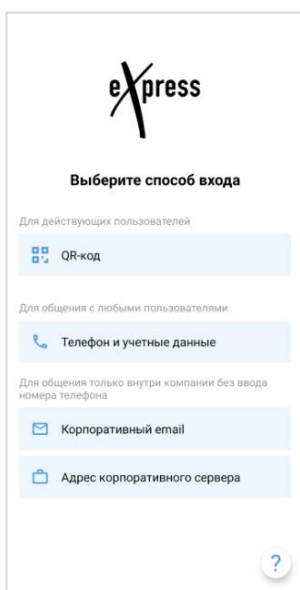 eXpress
Выберите способ входа
Для действующих пользователей
QR-код
Для общения с любыми пользователями
Телефон и учетные данные
Для общения только внутри компании без ввода
номера телефона
Корпоративный email
Адрес корпоративного сервера
?